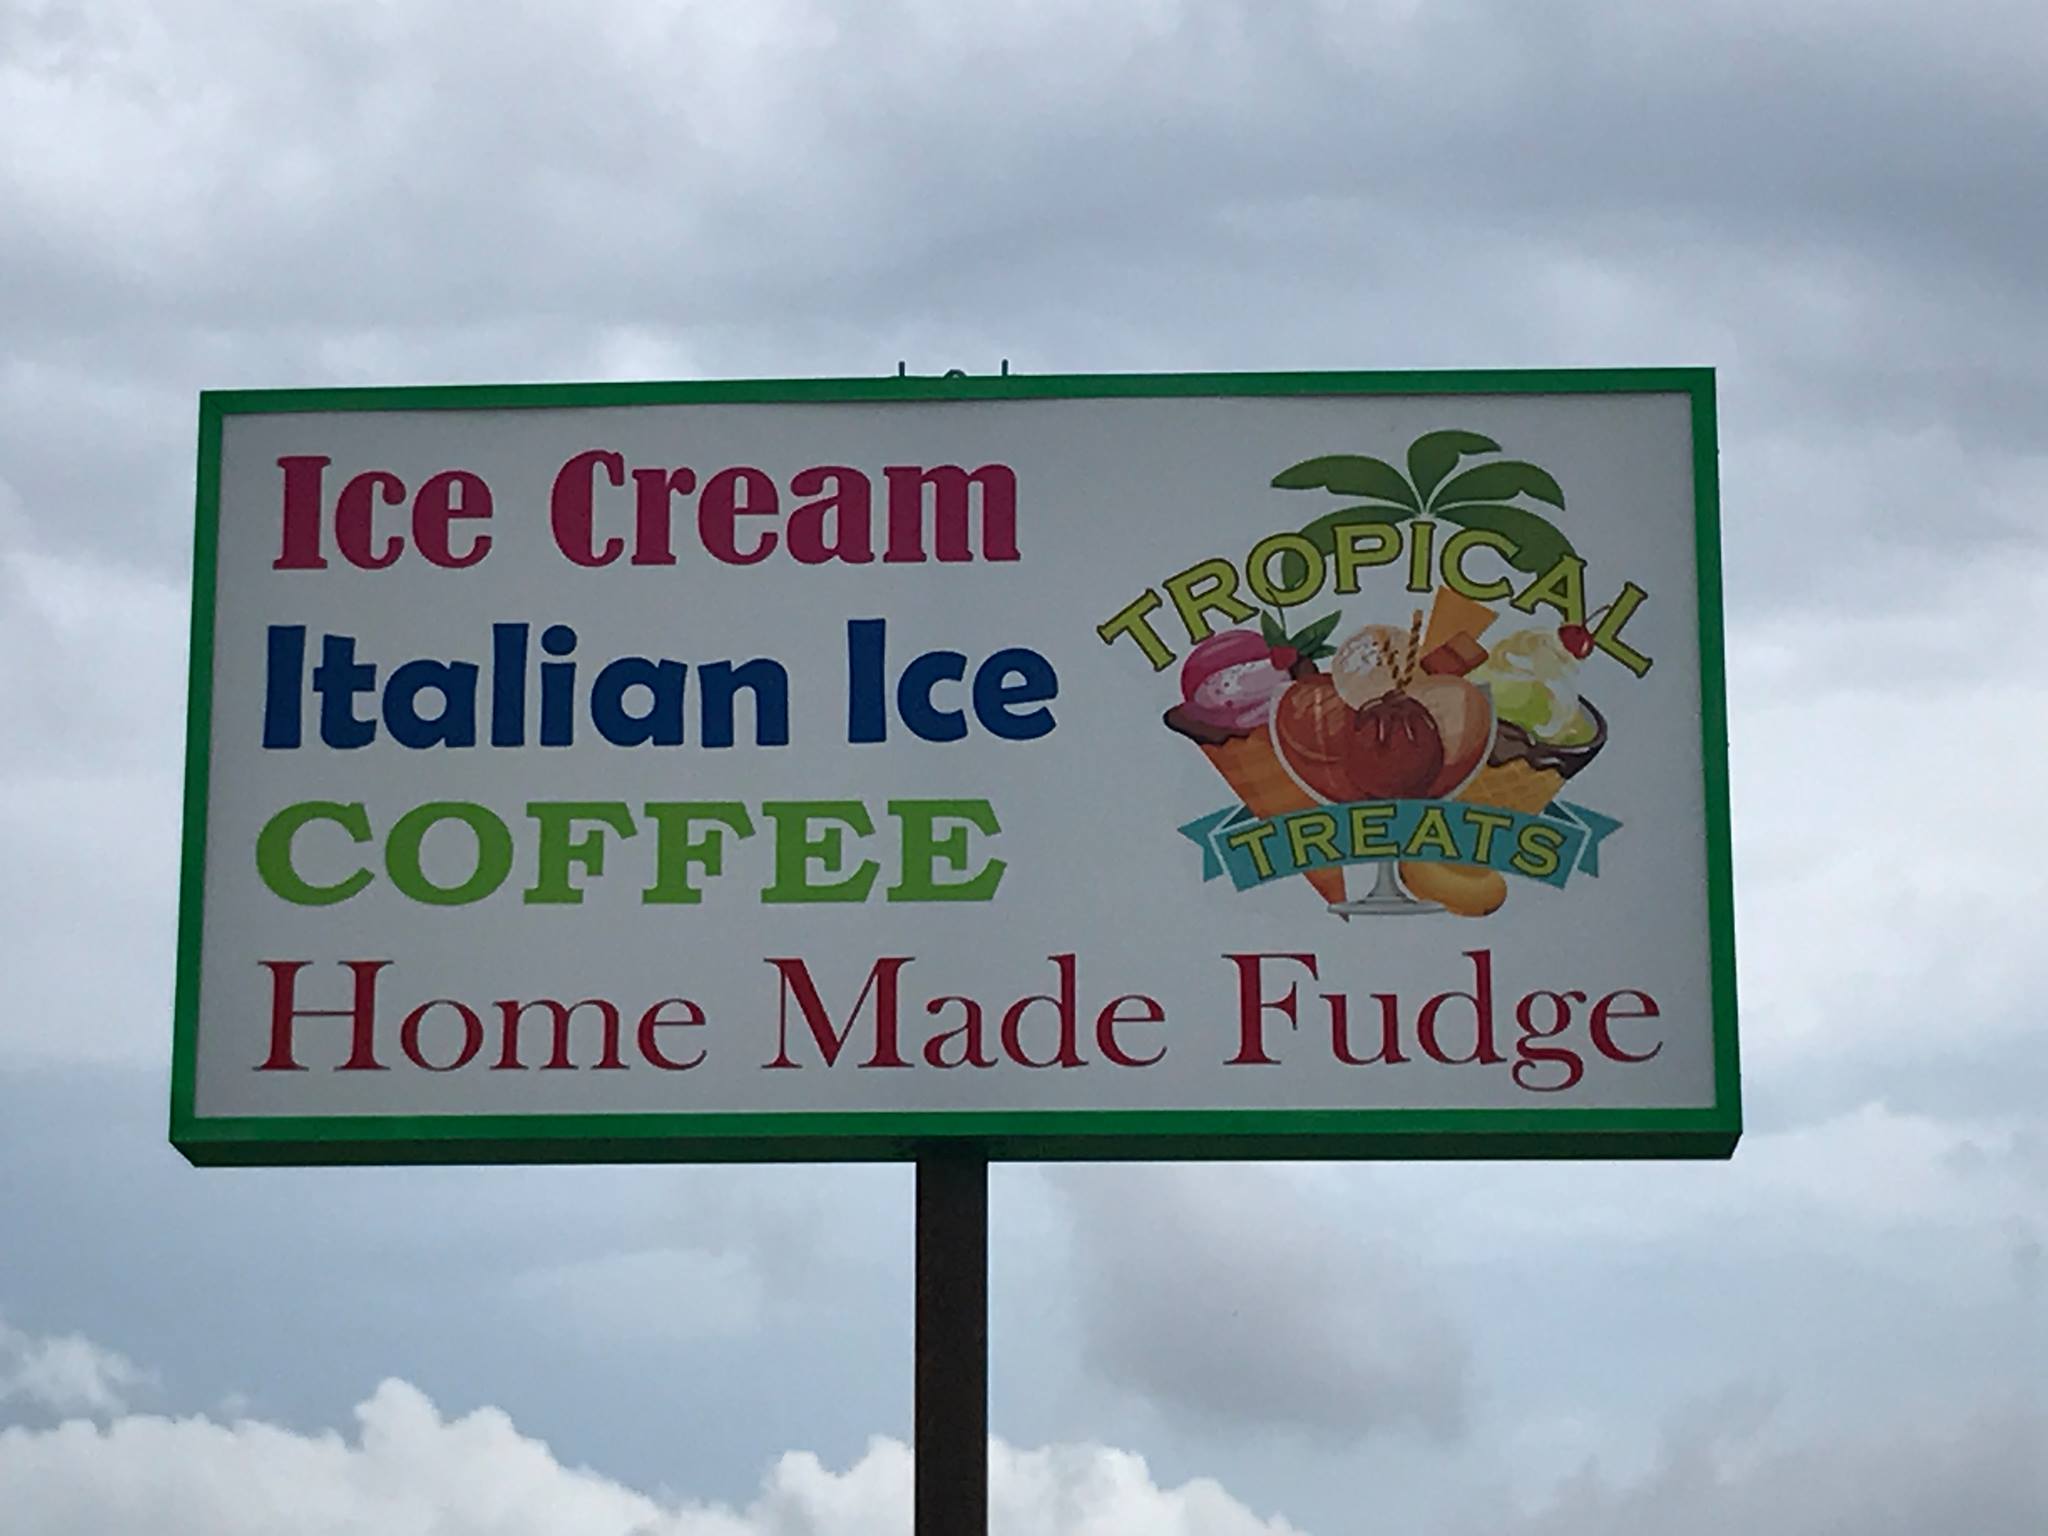 Ice Cream
Italian Ice
COFFEE
Home Made Fudge
TROPICAL
TREATS